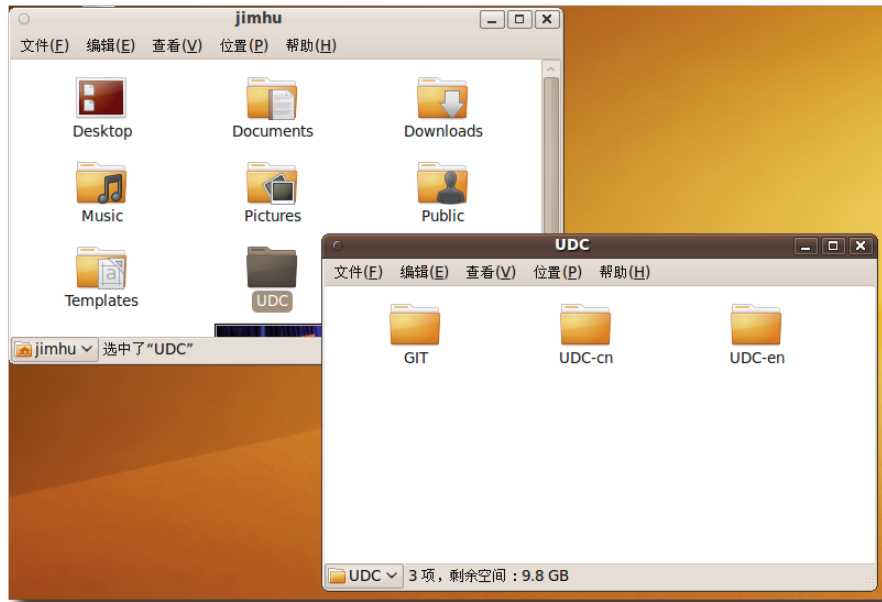 jimhu
文件(F) 编辑(E) 查看(V) 位置(P) 帮助(H)
Desktop Documents Downloads
Music Pictures Public
Templates UDC
jimhu 选中了“UDC”
UDC
文件(F) 编辑(E) 查看(V) 位置(P) 帮助(H)
GIT UDC-cn UDC-en
UDC 3 项，剩余空间：9.8 GB